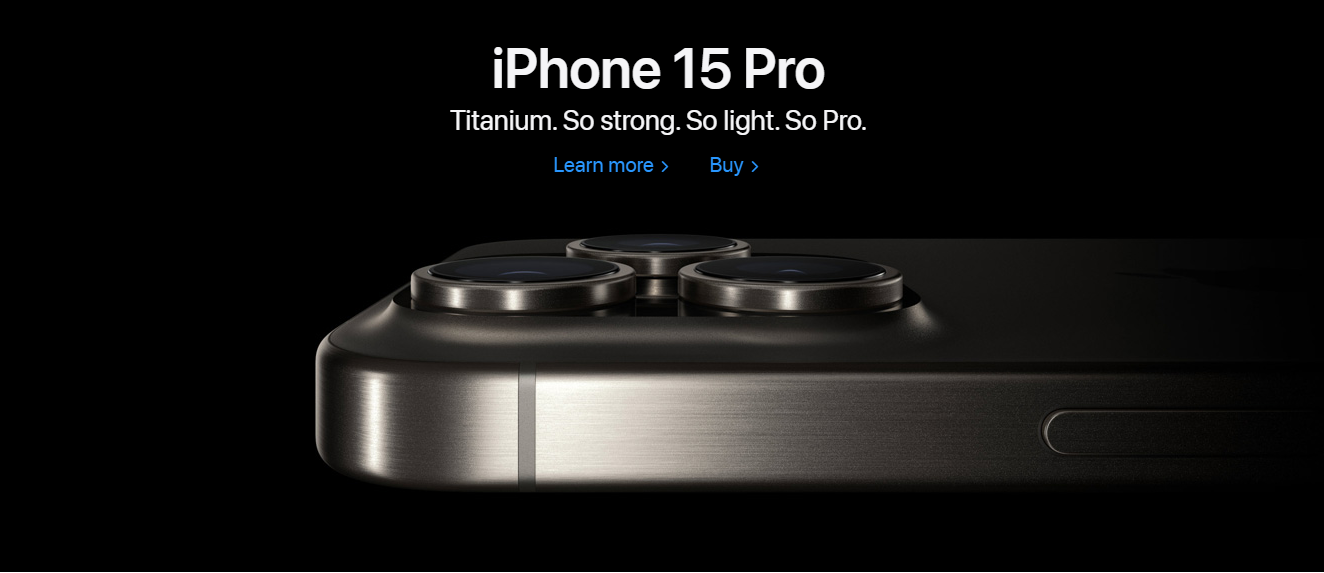 iPhone 15 Pro
Titanium. So strong. So light. So Pro.
Learn more > Buy >